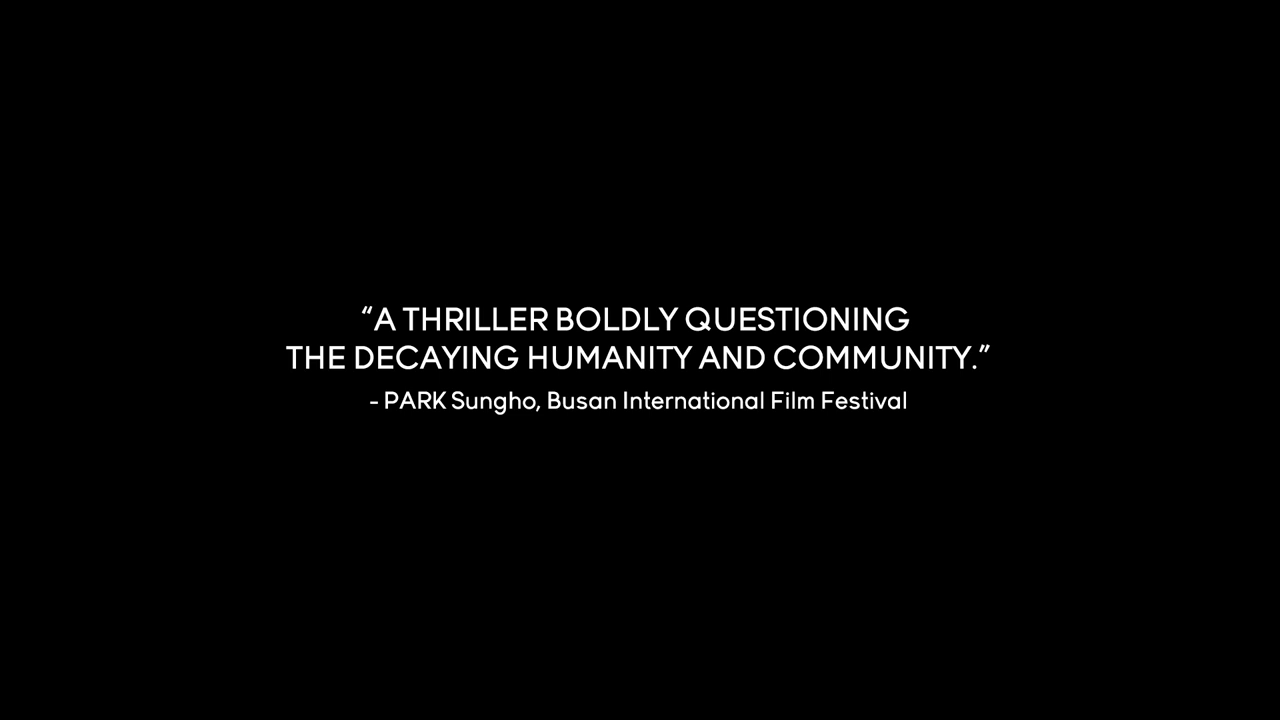 “A THRILLER BOLDLY QUESTIONING
THE DECAYING HUMANITY AND COMMUNITY.”
- PARK Sungho, Busan International Film Festival